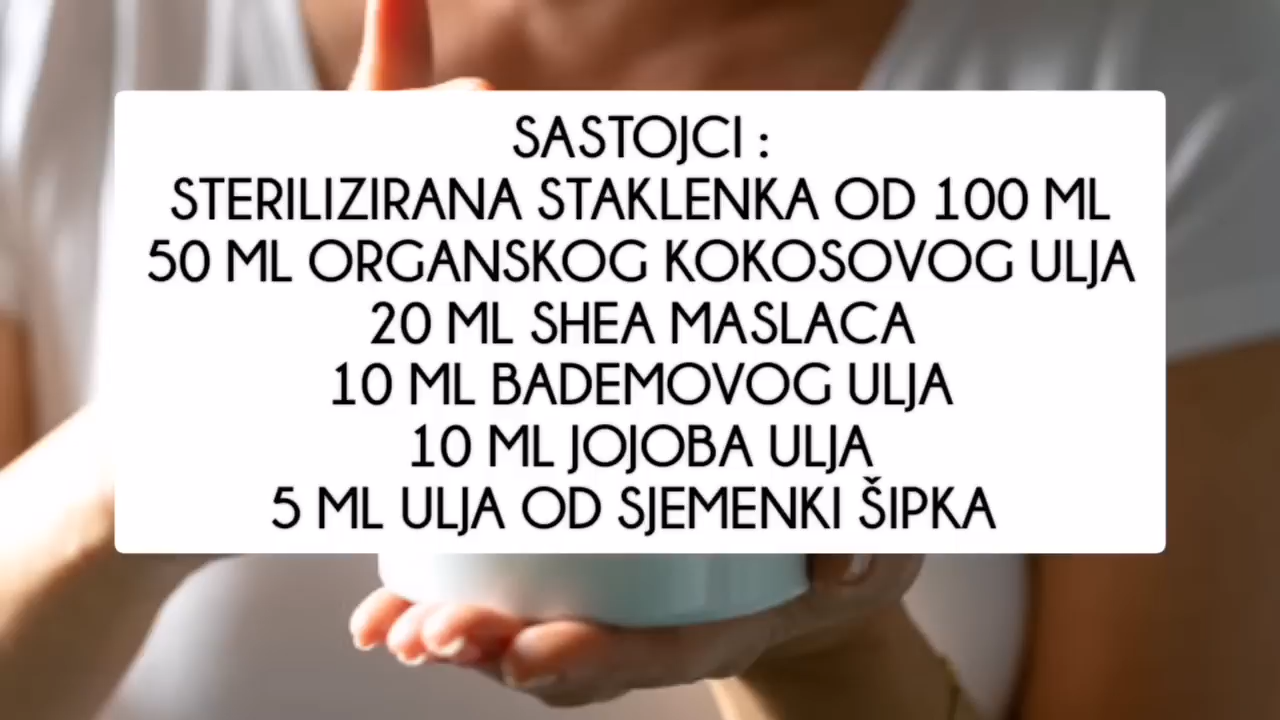 SASTOJCI :
STERILIZIRANA STAKLENKA OD 100 ML
50 ML ORGANSKOG KOKOSOVOG ULJA
20 ML SHEA MASLACA
10 ML BADEMOVOG ULJA
10 ML JOJOBA ULJA
5 ML ULJA OD SJEMENKI ŠIPKA